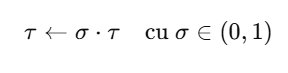 τ ← σ · τ cu σ ∈ (0, 1)